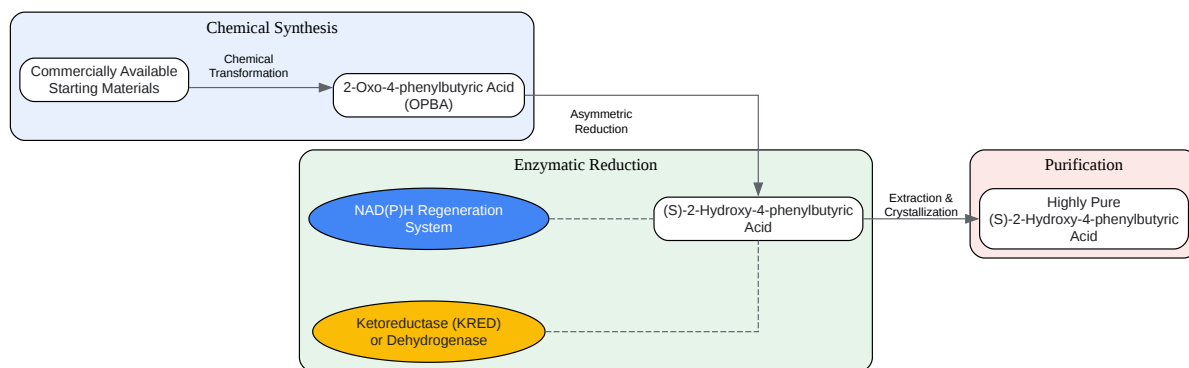 Chemical Synthesis
Commercially Available
Starting Materials
Chemical
Transformation
2-Oxo-4-phenylbutyric Acid
(OPBA)
Asymmetric
Reduction
Enzymatic Reduction
NAD(P)H Regeneration
System
(S)-2-Hydroxy-4-phenylbutyric
Acid
Ketoreductase (KRED)
or Dehydrogenase
Extraction &
Crystallization
Purification
Highly Pure
(S)-2-Hydroxy-4-phenylbutyric
Acid